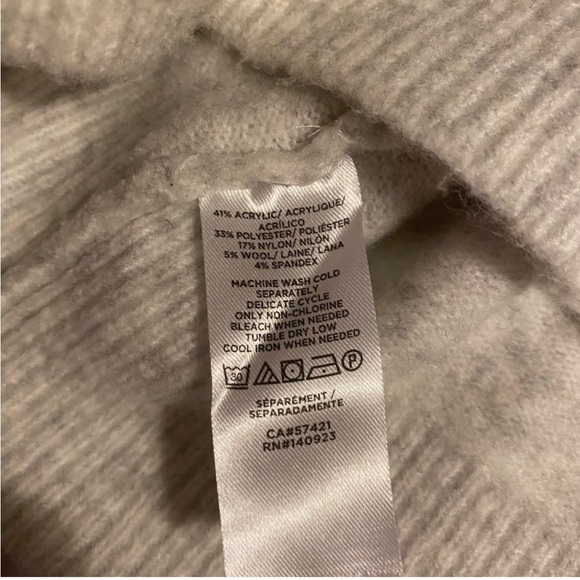 41% ACRYLIC/ ACRYLIQUE/
ACRÍLICO
33% POLYESTER/ POLIÉSTER
17% NYLON/ NILÓN
5% WOOL/ LAINE/ LANA
4% SPANDEX
MACHINE WASH COLD
SEPARATELY
DELICATE CYCLE
ONLY NON-CHLORINE
BLEACH WHEN NEEDED
TUMBLE DRY LOW
COOL IRON WHEN NEEDED
30 P
SÉPARÉMENT /
SEPARADAMENTE
CA#57421
RN#140923